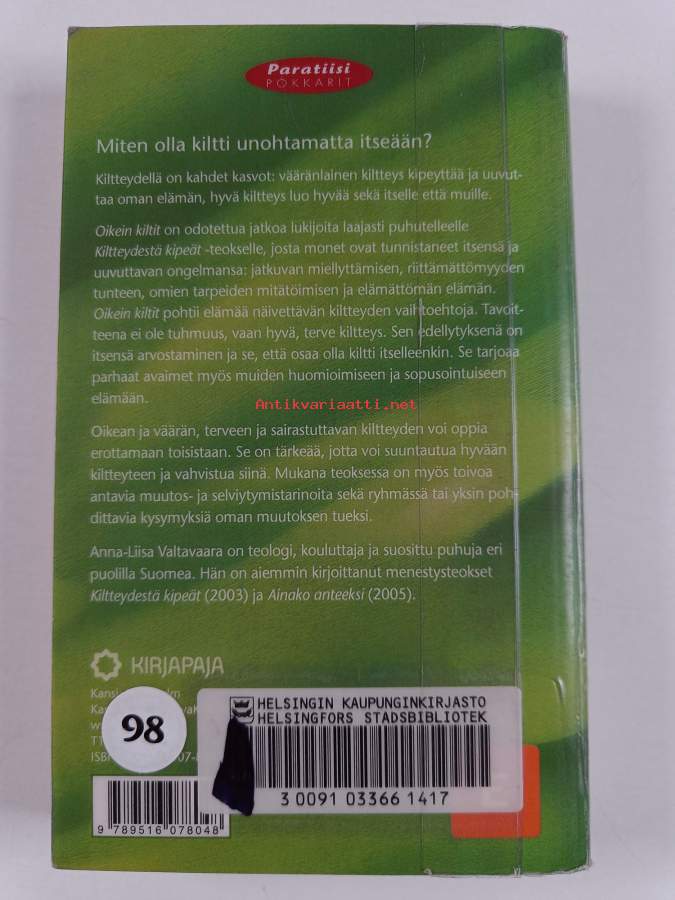 Paratiisi
POKKARIT
Miten olla kiltti unohtamatta itseään?
Kiltteydellä on kahdet kasvot: vääränlainen kiltteys kipeyttää ja uuvut-
taa oman elämän, hyvä kiltteys luo hyvää sekä itselle että muille.
Oikein kiltit on odotettua jatkoa lukijoita laajasti puhutelleelle
Kiltteydestä kipeät -teokselle, josta monet ovat tunnistaneet itsensä ja
uuvuttavan ongelmansa: jatkuvan miellyttämisen, riittämättömyyden
tunteen, omien tarpeiden mitätöimisen ja elämättömän elämän.
Oikein kiltit pohtii elämää näivettävän kiltteyden vaihtoehtoja. Tavoit-
teena ei ole tuhmuus, vaan hyvä, terve kiltteys. Sen edellytyksenä on
itsensä arvostaminen ja se, että osaa olla kiltti itselleenkin. Se tarjoaa
parhaat avaimet myös muiden huomioimiseen ja sopusointuiseen
elämään.
Antikvariaatti.net
Oikean ja väärän, terveen ja sairastuttavan kiltteyden voi oppia
erottamaan toisistaan. Se on tärkeää, jotta voi suuntautua hyvään
kiltteyteen ja vahvistua siinä. Mukana teoksessa on myös toivoa
antavia muutos- ja selviytymistarinoita sekä ryhmässä tai yksin poh-
dittavia kysymyksiä oman muutoksen tueksi.
Anna-Liisa Valtavaara on teologi, kouluttaja ja suosittu puhuja eri
puolilla Suomea. Hän on aiemmin kirjoittanut menestysteokset
Kiltteydestä kipeät (2003) ja Ainako anteeksi (2005).
KIRJAPAJA
98
HELSINGIN KAUPUNGINKIRJASTO
HELSINGFORS STADSBIBLIOTEK
3 0091 03366 1417
ISBN
9 789516 078048